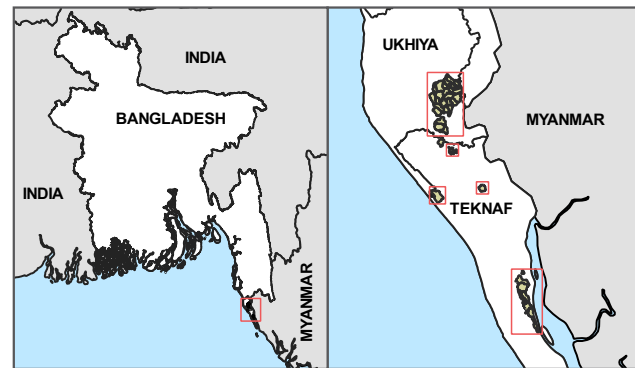 INDIA
BANGLADESH
INDIA
MYANMAR
UKHIYA
MYANMAR
TEKNAF